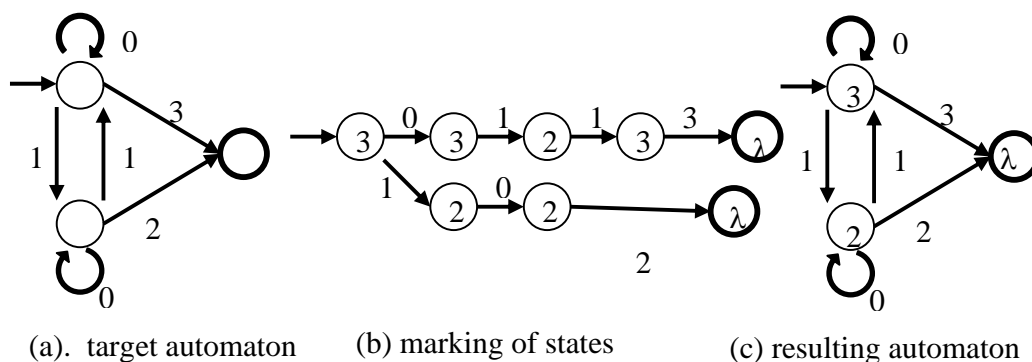 0
3
1
1
2
0
(a). target automaton
3 0 3 1 2 1 3 3 λ
1
2 0 2 λ
2
(b) marking of states
0
3
3
1
1
λ
2
2
0
(c) resulting automaton